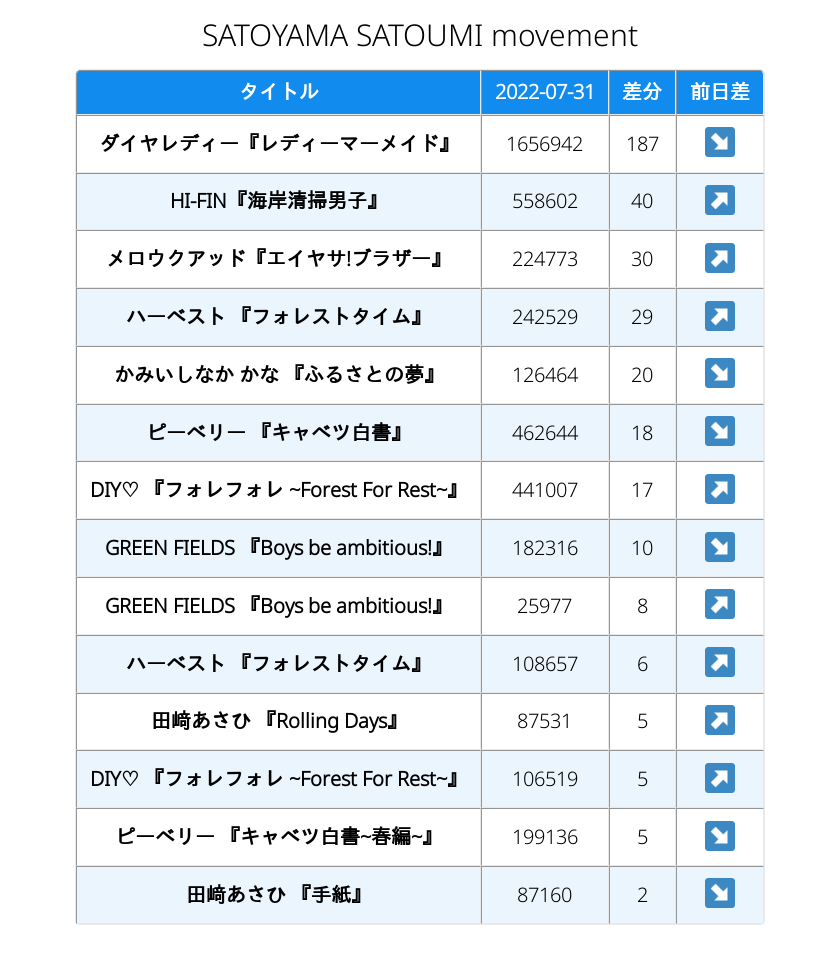 SATOYAMA SATOUMI movement
タイトル 2022-07-31 差分 前日差
ダイヤレディー『レディーマーメイド』 1656942 187 ↘
HI-FIN『海岸清掃男子』 558602 40 ↗
メロウクアッド『エイヤサ!ブラザー』 224773 30 ↗
ハーベスト 『フォレストタイム』 242529 29 ↗
かみいしなか かな 『ふるさとの夢』 126464 20 ↘
ピーベリー 『キャベツ白書』 462644 18 ↘
DIY♡ 『フォレフォレ ~Forest For Rest~』 441007 17 ↗
GREEN FIELDS 『Boys be ambitious!』 182316 10 ↘
GREEN FIELDS 『Boys be ambitious!』 25977 8 ↗
ハーベスト 『フォレストタイム』 108657 6 ↗
田﨑あさひ 『Rolling Days』 87531 5 ↗
DIY♡ 『フォレフォレ ~Forest For Rest~』 106519 5 ↗
ピーベリー 『キャベツ白書~春編~』 199136 5 ↘
田﨑あさひ 『手紙』 87160 2 ↘